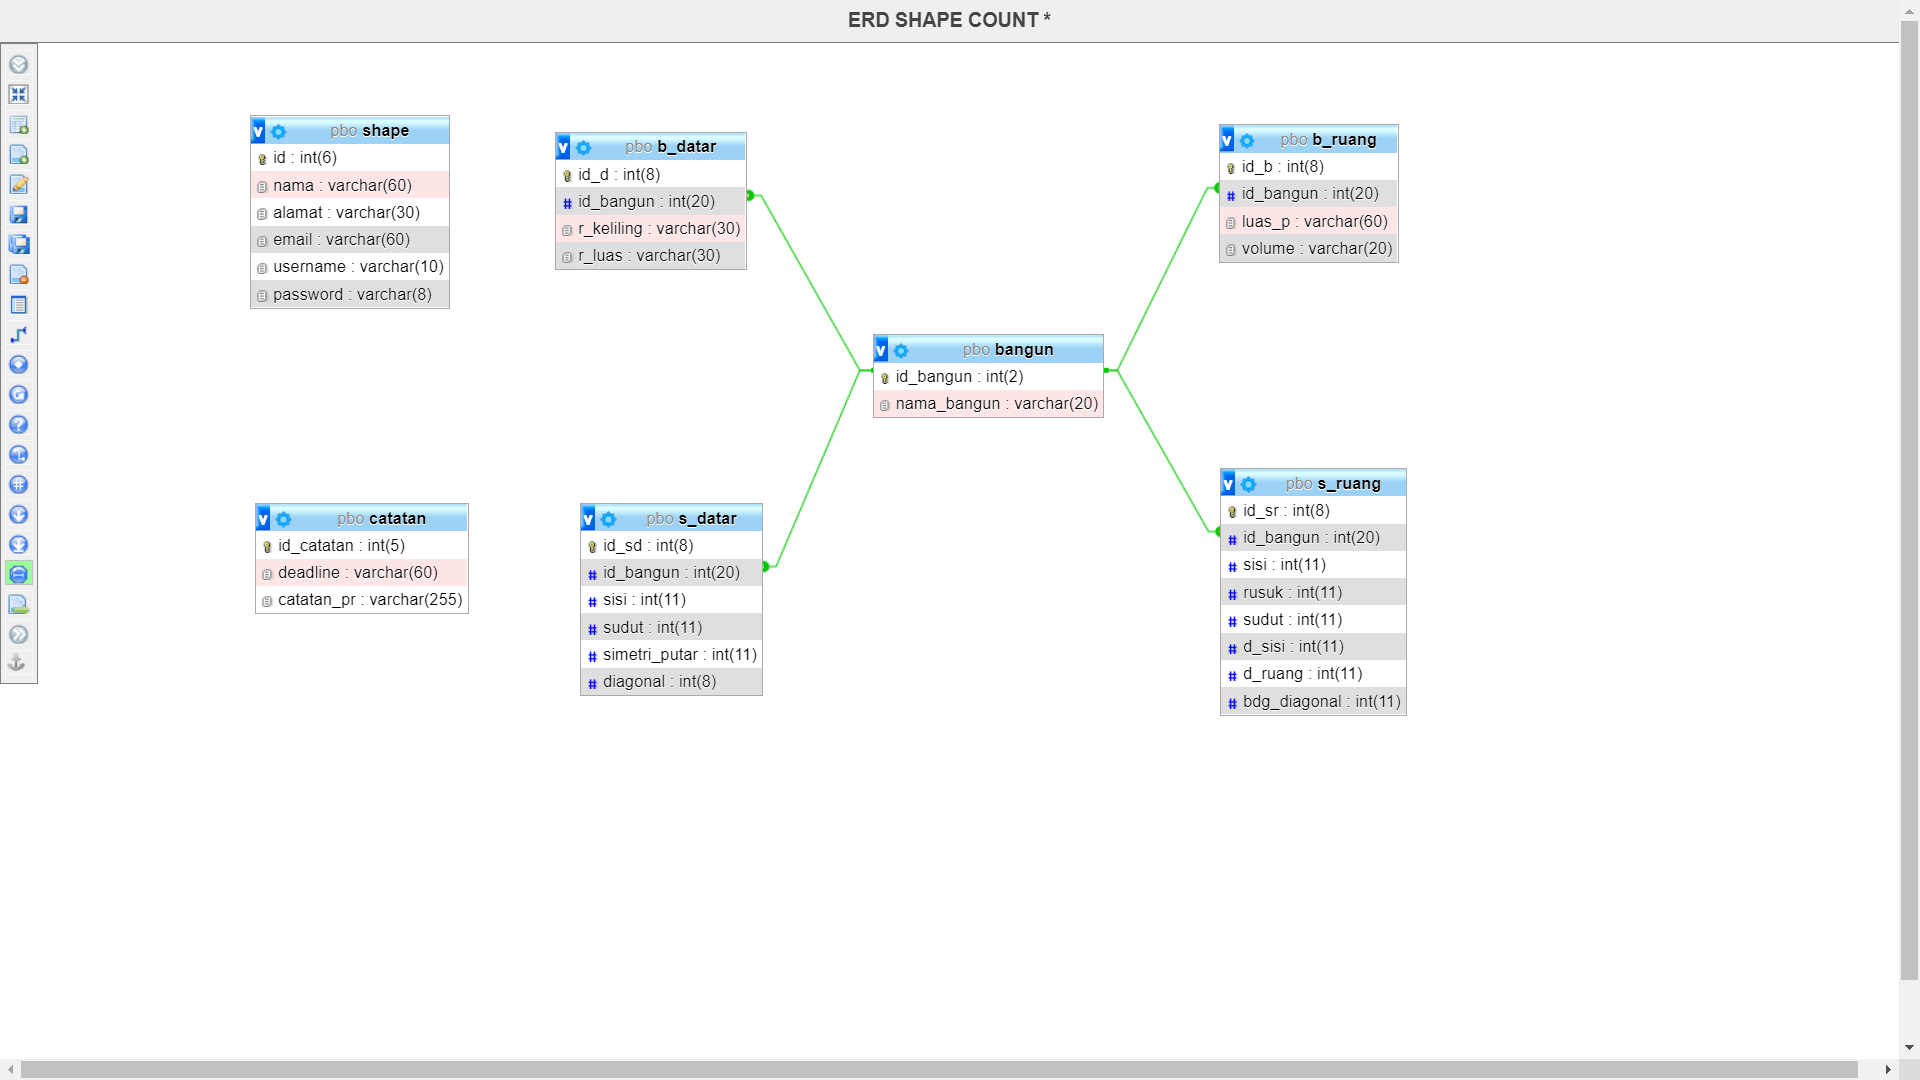 ERD SHAPE COUNT *
v pbo shape
id : int(6)
nama : varchar(60)
alamat : varchar(30)
email : varchar(60)
username : varchar(10)
password : varchar(8)
v pbo b_datar
id_d : int(8)
# id_bangun : int(20)
r_keliling : varchar(30)
r_luas : varchar(30)
v pbo b_ruang
id_b : int(8)
# id_bangun : int(20)
luas_p : varchar(60)
volume : varchar(20)
v pbo bangun
id_bangun : int(2)
nama_bangun : varchar(20)
v pbo catatan
id_catatan : int(5)
deadline : varchar(60)
catatan_pr : varchar(255)
v pbo s_datar
id_sd : int(8)
# id_bangun : int(20)
# sisi : int(11)
# sudut : int(11)
# simetri_putar : int(11)
# diagonal : int(8)
v pbo s_ruang
id_sr : int(8)
# id_bangun : int(20)
# sisi : int(11)
# rusuk : int(11)
# sudut : int(11)
# d_sisi : int(11)
# d_ruang : int(11)
# bdg_diagonal : int(11)